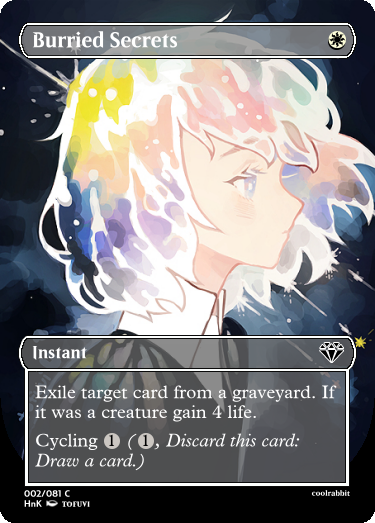 Burried Secrets
Instant
Exile target card from a graveyard. If
it was a creature gain 4 life.
Cycling 1 (1, Discard this card:
Draw a card.)
002/081 C
HnK TOFUVI
coolrabbit